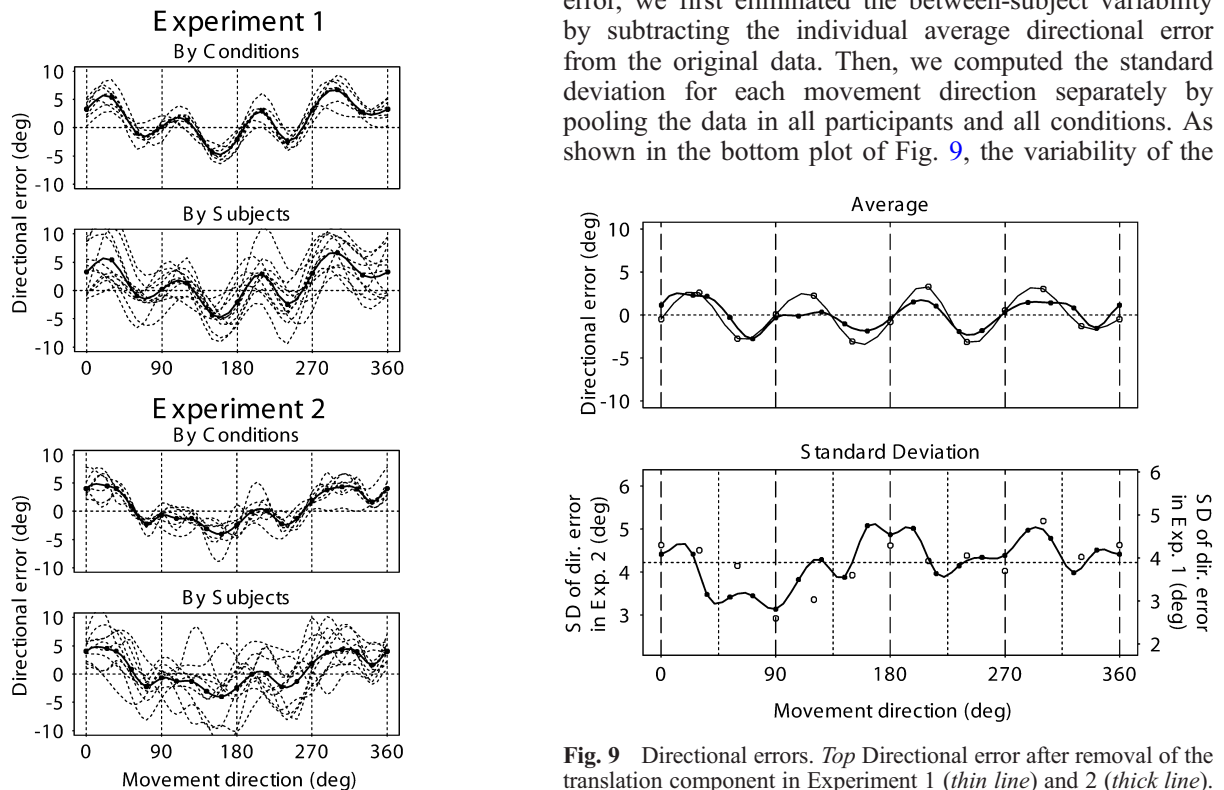 Experiment 1
By Conditions
10
5
0
-5
-10
Directional error (deg)
By Subjects
10
5
0
-5
-10
0 90 180 270 360
Experiment 2
By Conditions
10
5
0
-5
-10
By Subjects
10
5
0
-5
-10
Directional error (deg)
0 90 180 270 360
Movement direction (deg)
error, we first eliminated the between-subject variability
by subtracting the individual average directional error
from the original data. Then, we computed the standard
deviation for each movement direction separately by
pooling the data in all participants and all conditions. As
shown in the bottom plot of Fig. 9, the variability of the
Average
10
5
0
-5
-10
Directional error (deg)
Standard Deviation
6
5
4
3
SD of dir. error
in Exp. 2 (deg)
6
5
4
3
2
SD of dir. error
in Exp. 1 (deg)
0 90 180 270 360
Movement direction (deg)
Fig. 9 Directional errors. Top Directional error after removal of the
translation component in Experiment 1 (thin line) and 2 (thick line).